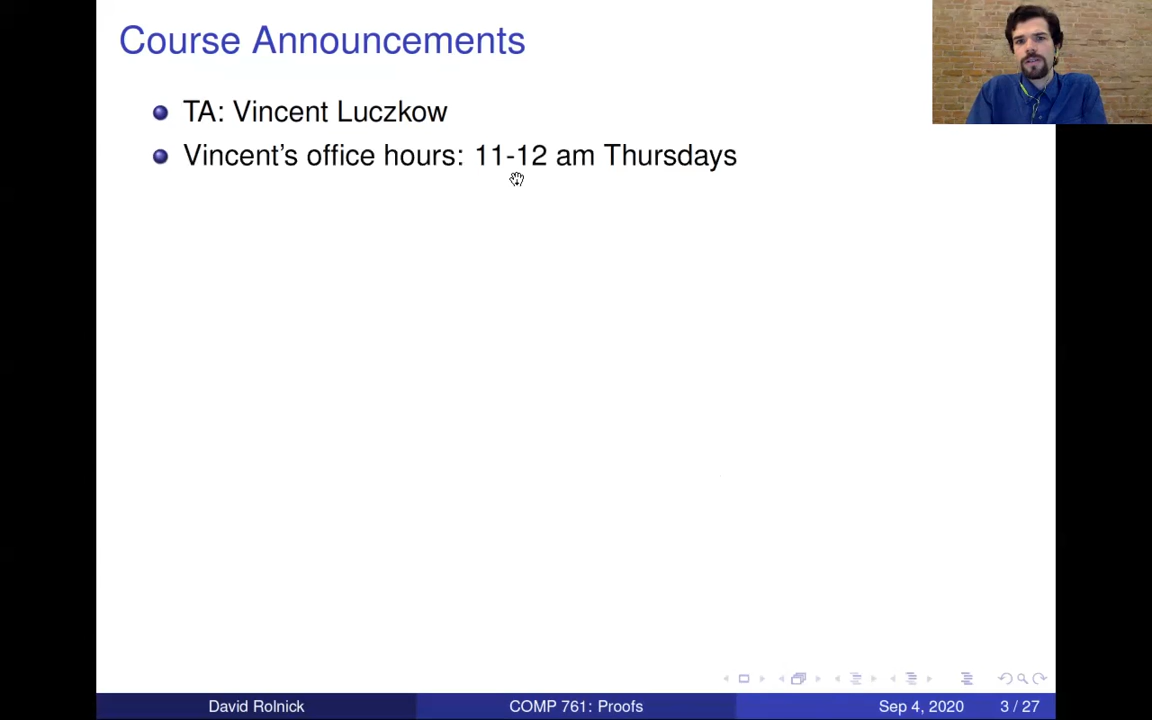 Course Announcements
TA: Vincent Luczkow
Vincent's office hours: 11-12 am Thursdays
David Rolnick
COMP 761: Proofs
Sep 4, 2020
3 / 27